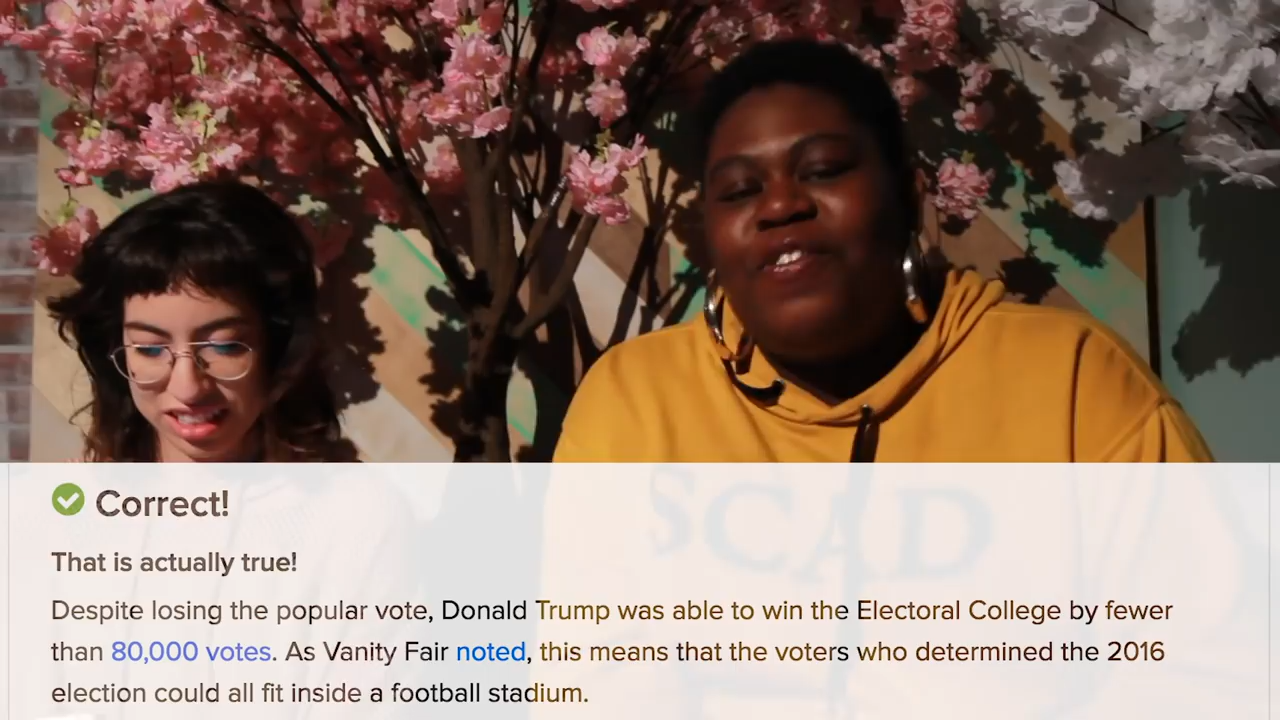 Correct!
That is actually true!
Despite losing the popular vote, Donald Trump was able to win the Electoral College by fewer
than 80,000 votes. As Vanity Fair noted, this means that the voters who determined the 2016
election could all fit inside a football stadium.
SCAD